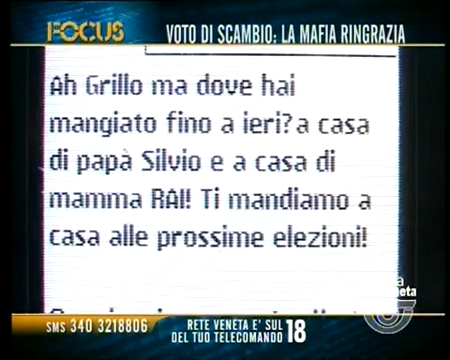 FOCUS
VOTO DI SCAMBIO: LA MAFIA RINGRAZIA
Ah Grillo ma dove hai
mangiato fino a ieri? a casa
di papà Silvio e a casa di
mamma RAI! Ti mandiamo a
casa alle prossime elezioni!
SMS 340 3218806
RETE VENETA E' SUL
DEL TUO TELECOMANDO 18